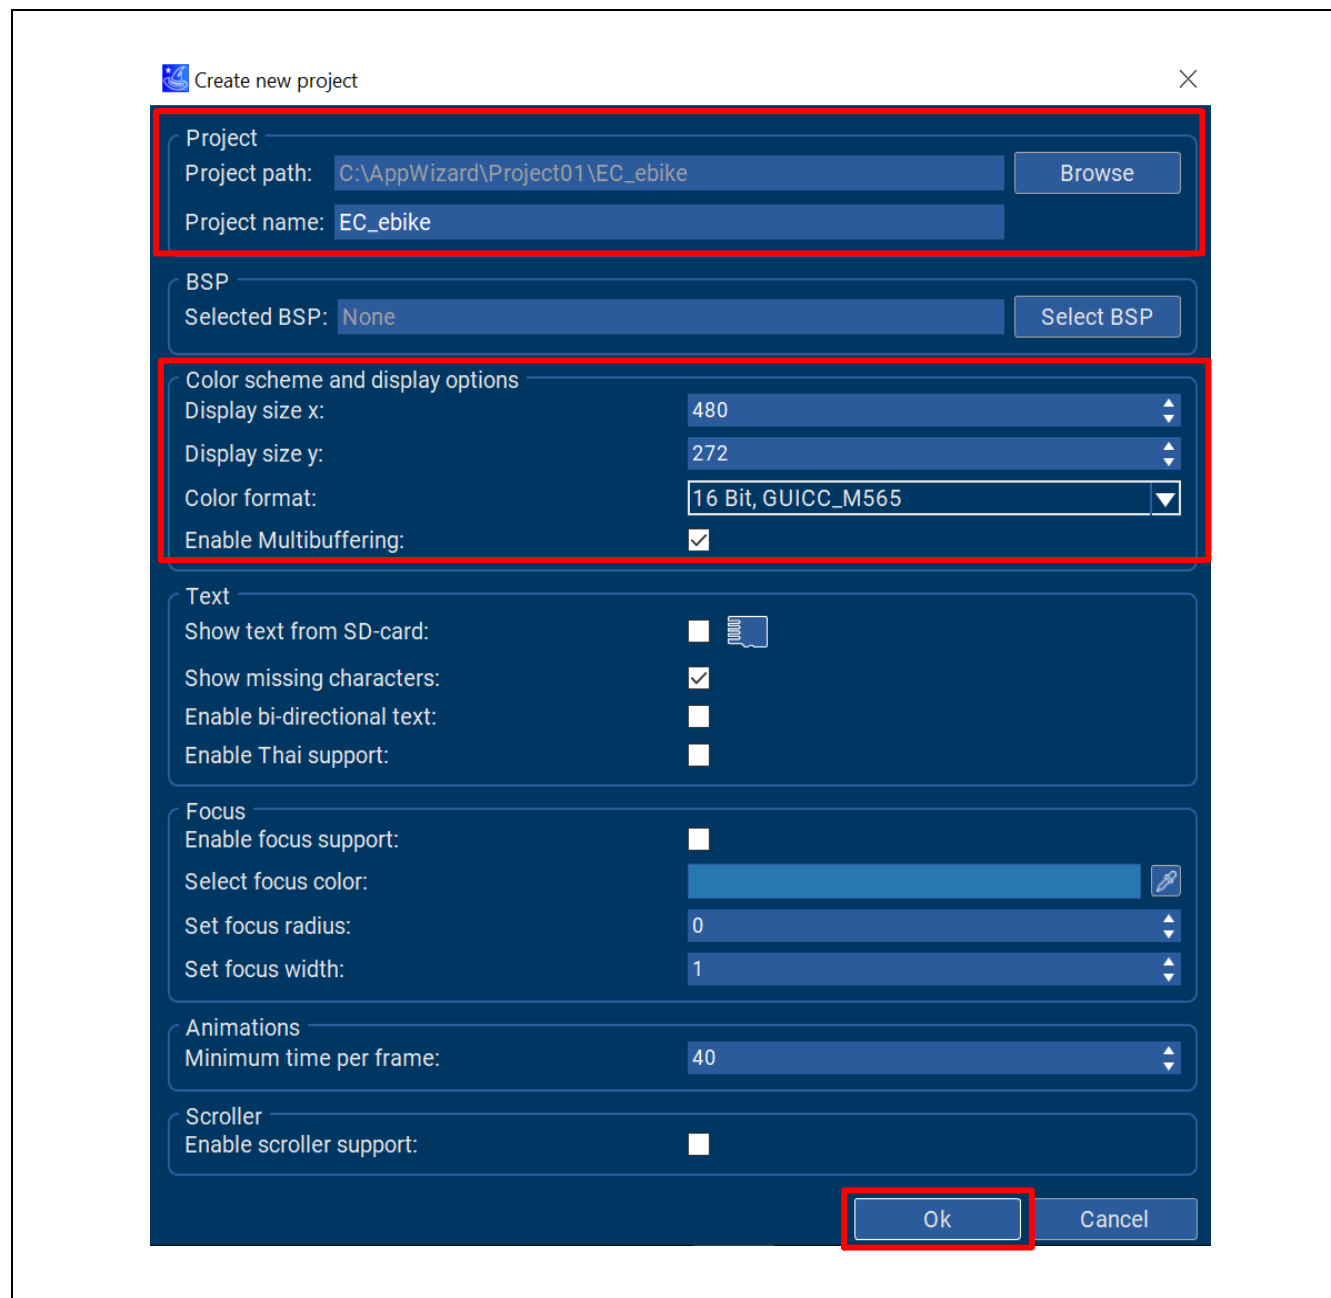 Create new project
Project
Project path: C:\AppWizard\Project01\EC_ebike Browse
Project name: EC_ebike
BSP
Selected BSP: None Select BSP
Color scheme and display options
Display size x: 480
Display size y: 272
Color format: 16 Bit, GUICC_M565
Enable Multibuffering:
Text
Show text from SD-card:
Show missing characters:
Enable bi-directional text:
Enable Thai support:
Focus
Enable focus support:
Select focus color:
Set focus radius: 0
Set focus width: 1
Animations
Minimum time per frame: 40
Scroller
Enable scroller support:
Ok Cancel